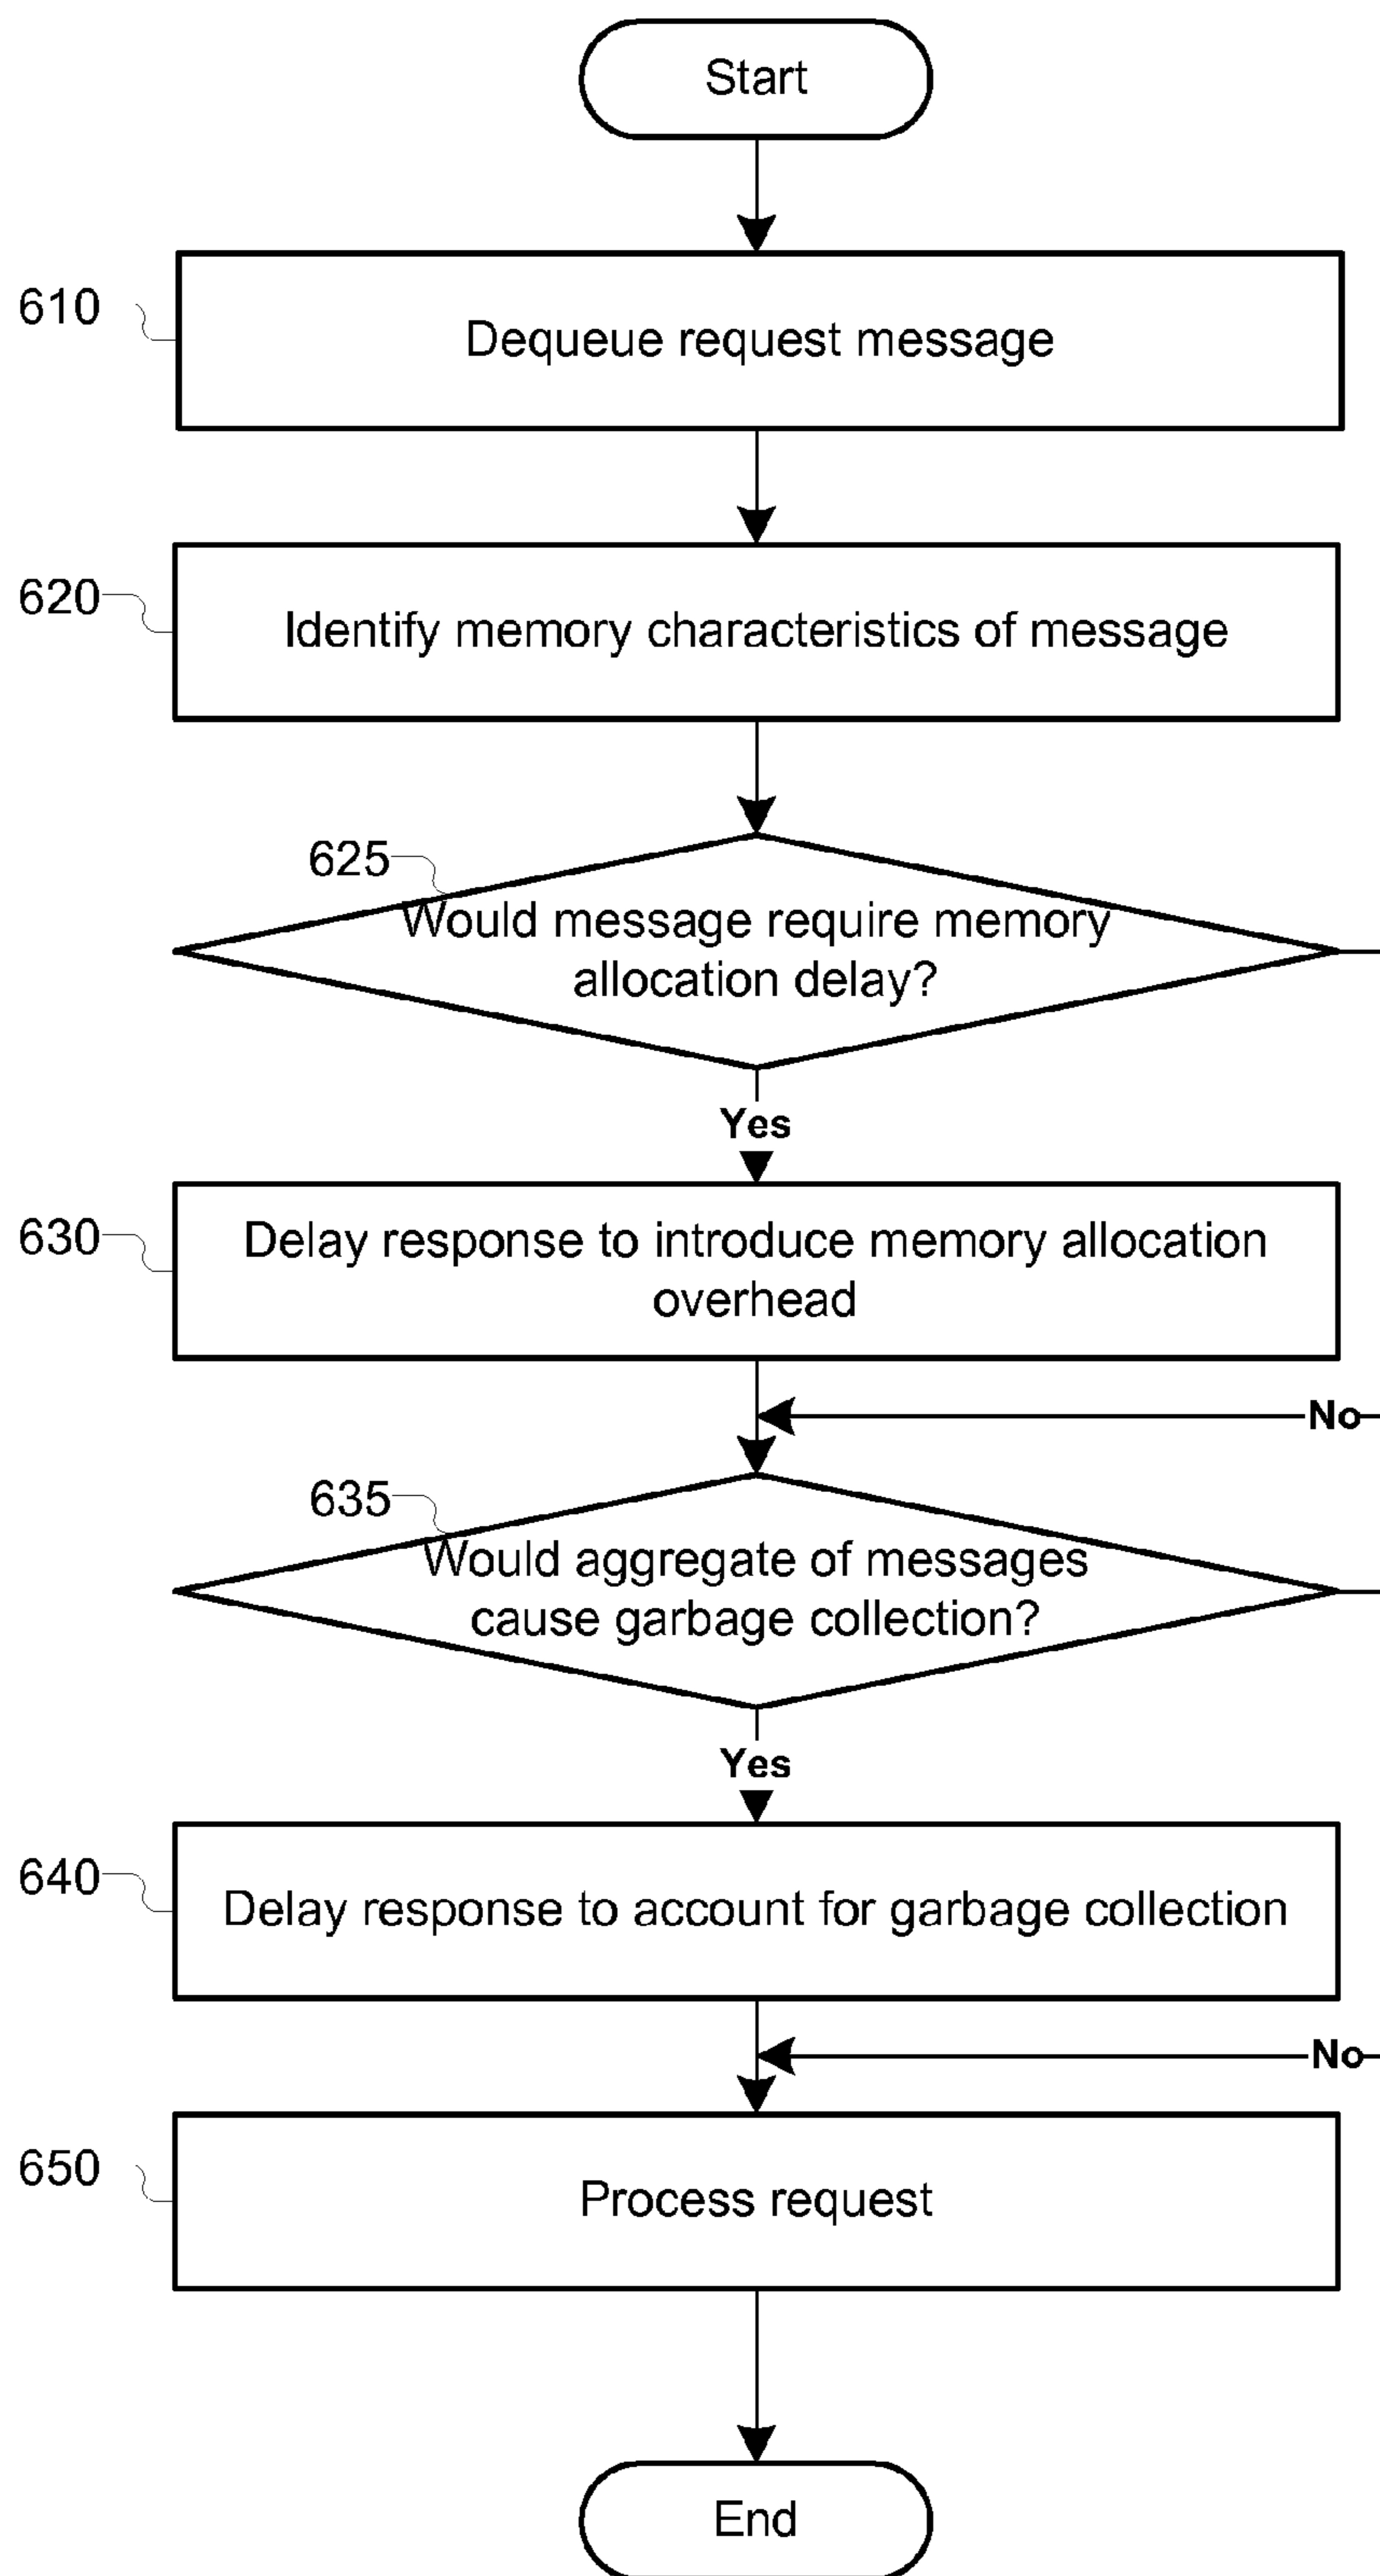 Start
610
Dequeue request message
620
Identify memory characteristics of message
625
Would message require memory
allocation delay?
Yes
630
Delay response to introduce memory allocation
overhead
No
635
Would aggregate of messages
cause garbage collection?
Yes
640
Delay response to account for garbage collection
No
650
Process request
End